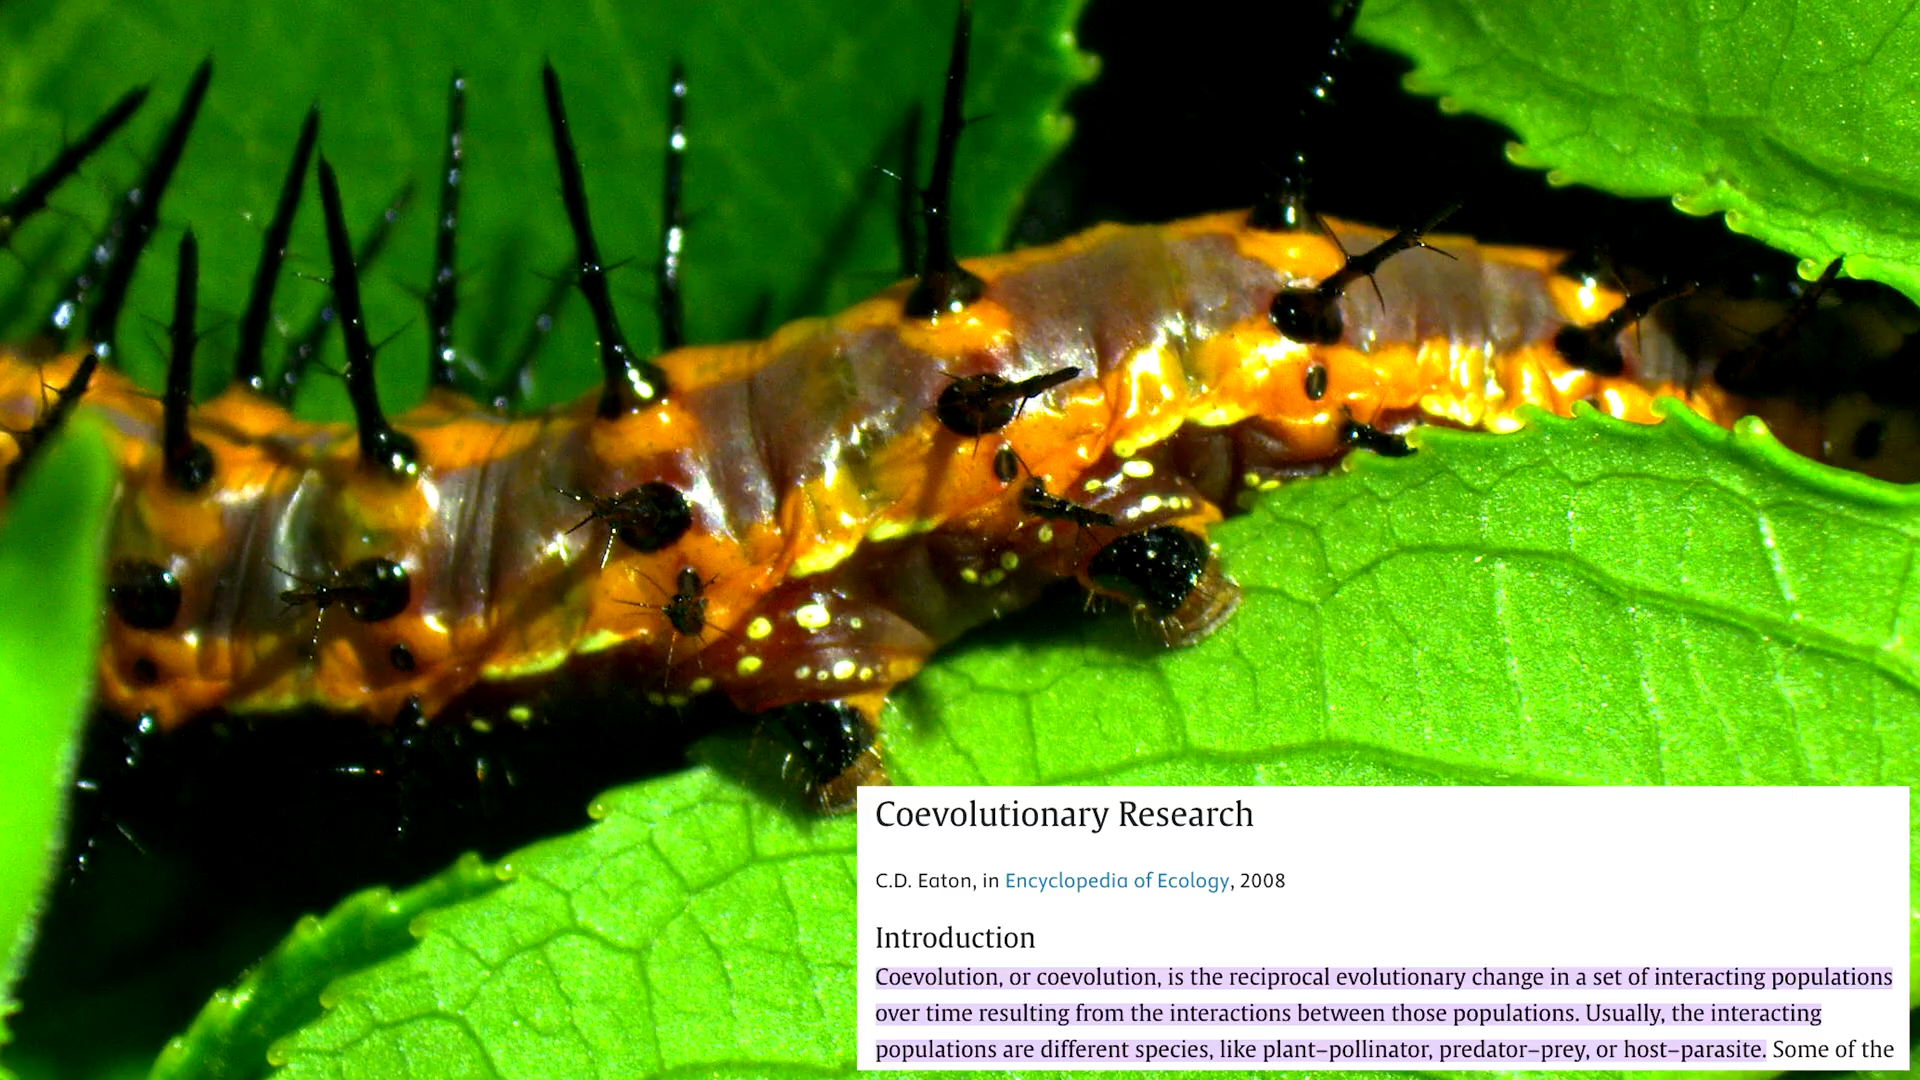 Coevolutionary Research
C.D. Eaton, in Encyclopedia of Ecology, 2008
Introduction
Coevolution, or coevolution, is the reciprocal evolutionary change in a set of interacting populations
over time resulting from the interactions between those populations. Usually, the interacting
populations are different species, like plant–pollinator, predator–prey, or host–parasite. Some of the